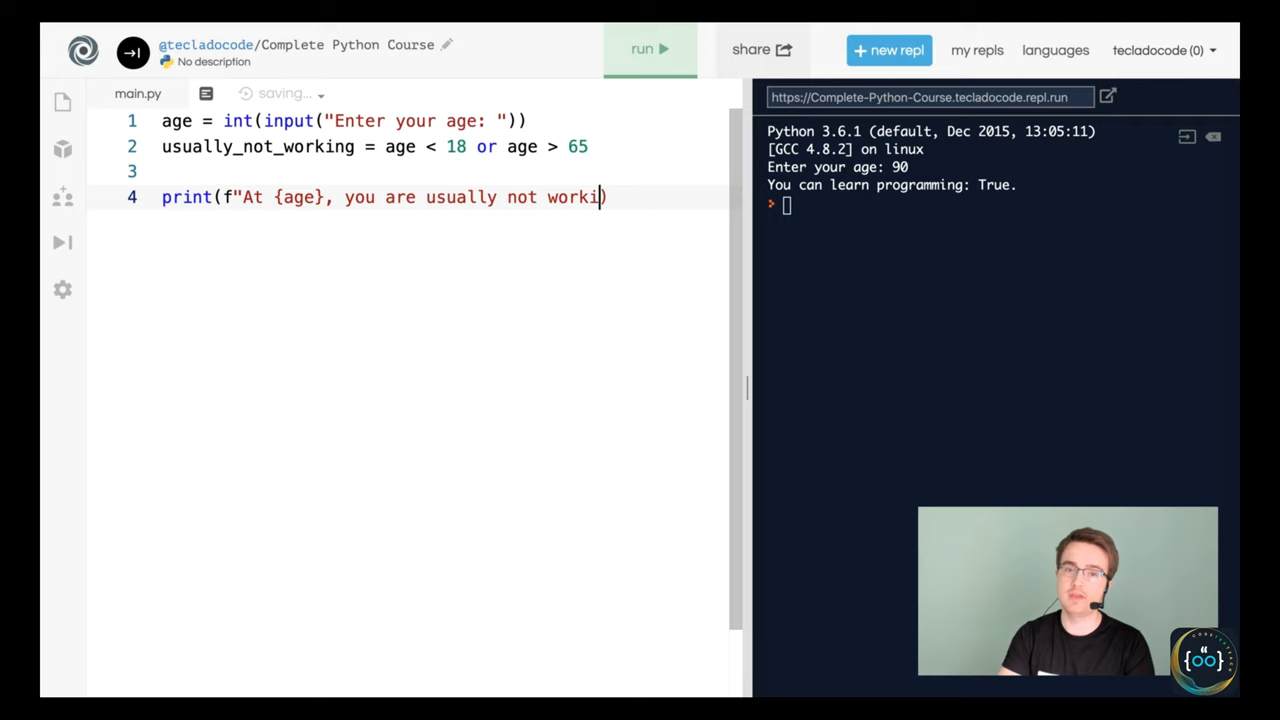 @tecladocode/Complete Python Course
No description
run
share
+ new repl
my repls
languages
tecladocode (0)
main.py
saving...
https://Complete-Python-Course.tecladocode.repl.run
1 age = int(input("Enter your age: "))
2 usually_not_working = age < 18 or age > 65
3
4 print(f"At {age}, you are usually not worki)
Python 3.6.1 (default, Dec 2015, 13:05:11)
[GCC 4.8.2] on linux
Enter your age: 90
You can learn programming: True.